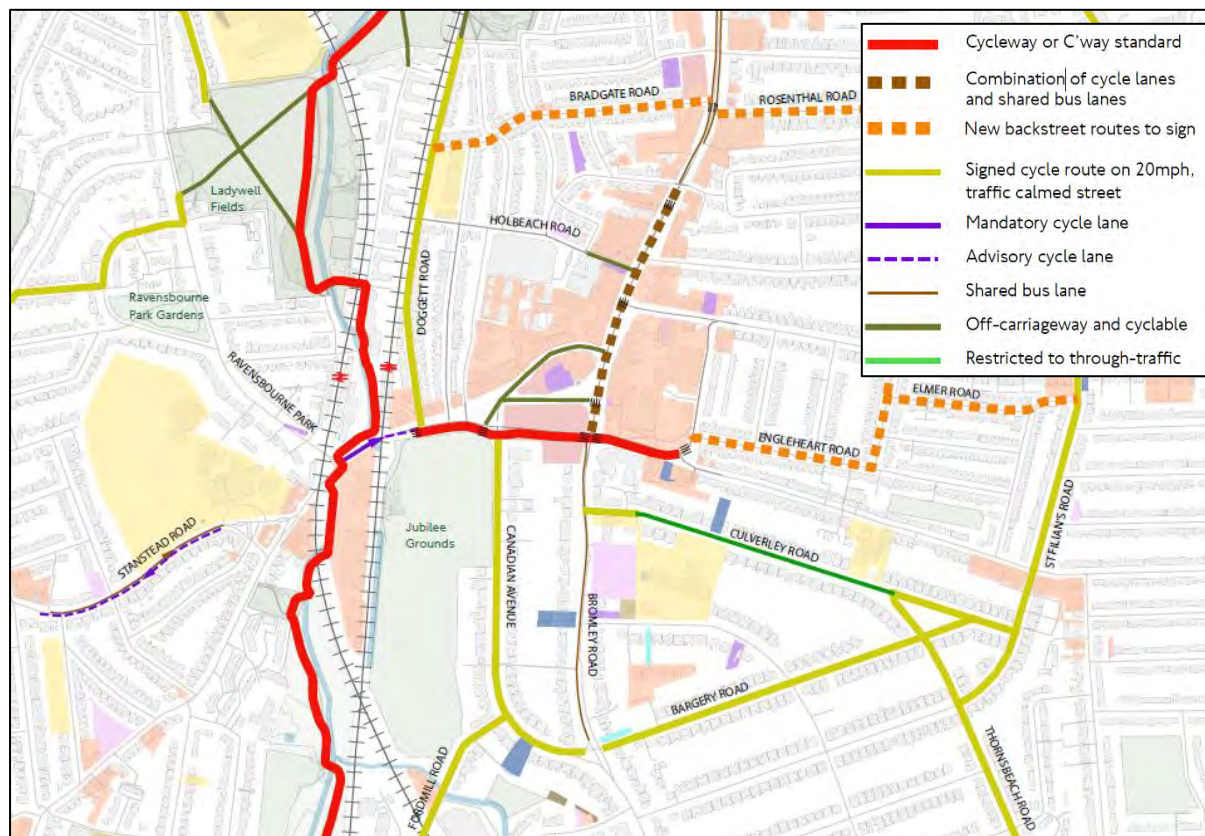 Cycleway or C'way standard
Combination of cycle lanes
and shared bus lanes
New backstreet routes to sign
Signed cycle route on 20mph,
traffic calmed street
Mandatory cycle lane
Advisory cycle lane
Shared bus lane
Off-carriageway and cyclable
Restricted to through-traffic
BRADGATE ROAD
ROSENTHAL ROAD
Ladywell
Fields
HOLBEACH ROAD
DOGGETT ROAD
Ravensbourne
Park Gardens
RAVENSBOURNE PARK
ELMER ROAD
ENGLEHEART ROAD
STANSTEAD ROAD
Jubilee
Grounds
CANADIAN AVENUE
CULVERLEY ROAD
ST FILIAN'S ROAD
BROMLEY ROAD
BARGERY ROAD
FORDMILL ROAD
THORNSBEACH ROAD